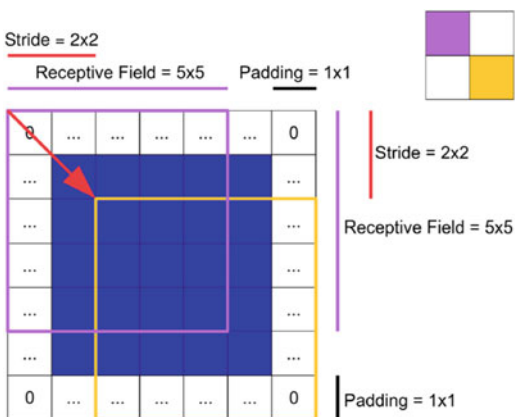 Stride = 2x2
Receptive Field = 5x5 Padding = 1x1
0 ... ... ... ... ... 0
... ... Stride = 2x2
... ...
... ... Receptive Field = 5x5
... ...
... ...
0 ... ... ... ... ... 0 Padding = 1x1